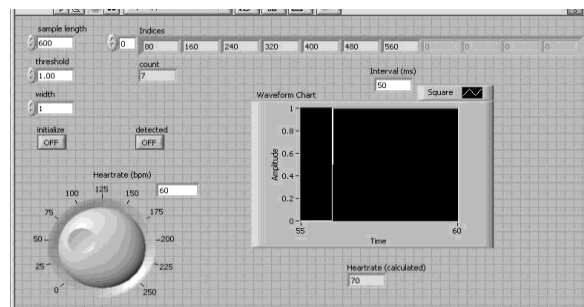 sample length
600
Indices
0 80 160 240 320 400 480 560 0 0 0 0
threshold
1.00
count
7
width
1
Interval (ms)
50
Square
Waveform Chart
initialize
OFF
detected
OFF
1
0.8
0.6
0.4
0.2
0
Amplitude
55 60
Time
Heartrate (bpm)
60
0 25 50 75 100 125 150 175 200 225 250
Heartrate (calculated)
70